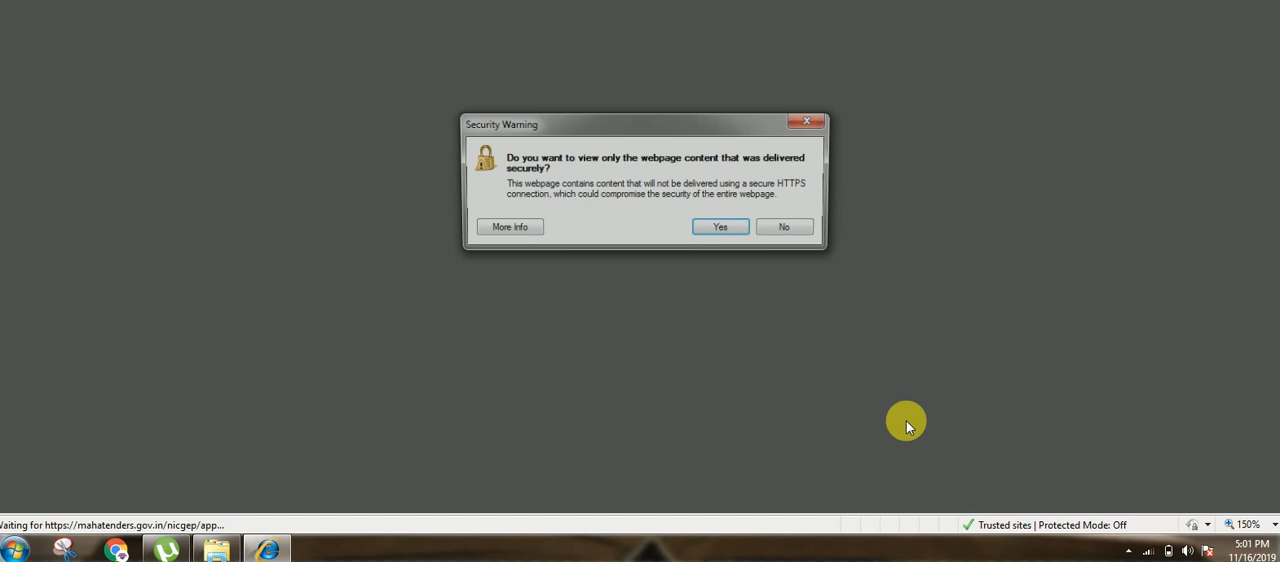 Security Warning
Do you want to view only the webpage content that was delivered
securely?
This webpage contains content that will not be delivered using a secure HTTPS
connection, which could compromise the security of the entire webpage.
More Info
Yes
No
Waiting for https://mahatenders.gov.in/nicgep/app...
Trusted sites | Protected Mode: Off
150%
5:01 PM
11/16/2019